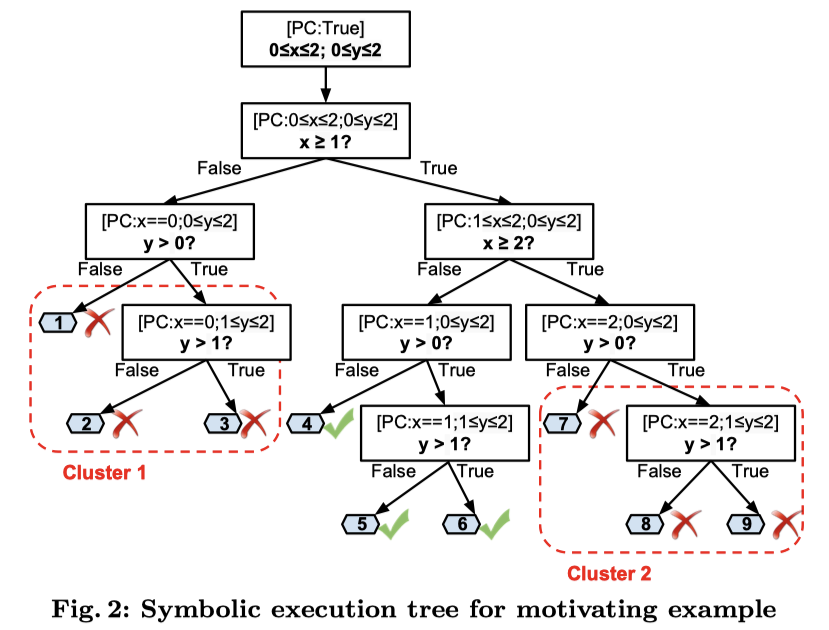 [PC:True]
0≤x≤2; 0≤y≤2
[PC:0≤x≤2;0≤y≤2]
x ≥ 1?
False
True
[PC:x==0;0≤y≤2]
y > 0?
[PC:1≤x≤2;0≤y≤2]
x ≥ 2?
False
True
False
True
1
[PC:x==0;1≤y≤2]
y > 1?
[PC:x==1;0≤y≤2]
y > 0?
[PC:x==2;0≤y≤2]
y > 0?
False
True
False
True
False
True
2
3
4
[PC:x==1;1≤y≤2]
y > 1?
7
[PC:x==2;1≤y≤2]
y > 1?
Cluster 1
False
True
False
True
5
6
8
9
Cluster 2
Fig. 2: Symbolic execution tree for motivating example